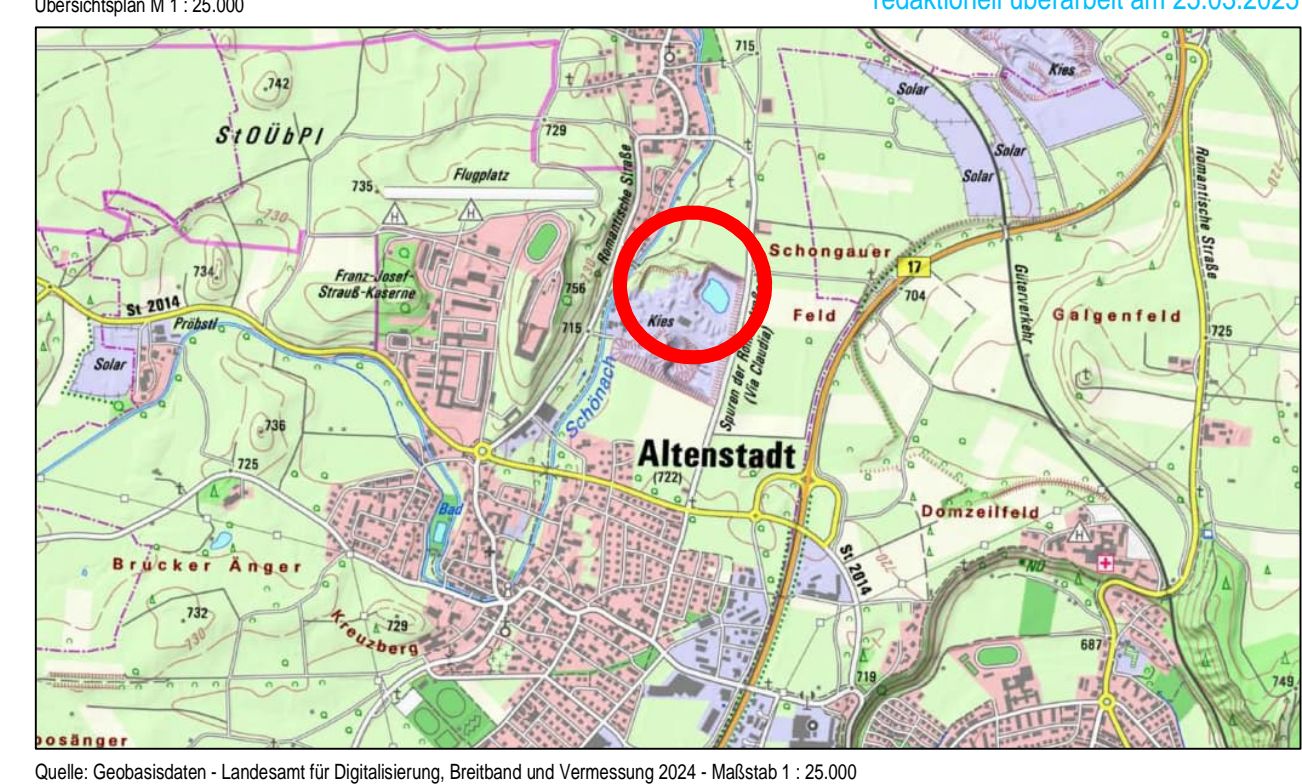 Übersichtsplan M 1 : 25.000
redaktionell überarbeit am 25.03.2025
715
Kies
742
Solar
StOÜbPl
729
Solar
Flugplatz
Solar
735
H
H
Romantische Straße
Romantische Straße
720
730
Schongauer
734
17
Franz-Josef-
Strauß-Kaserne
756
704
St 2014
Feld
Güterverkehr
Galgenfeld
Pröbstl
715
Kies
725
Solar
Schönach
Spuren der Röm
(Via Claudia)
736
Altenstadt
(722)
725
Bad
Domzeilfeld
H
St 2014
720
ND
Brucker Änger
732
729
730
Kreuzberg
687
719
749
posänger
Quelle: Geobasisdaten - Landesamt für Digitalisierung, Breitband und Vermessung 2024 - Maßstab 1 : 25.000